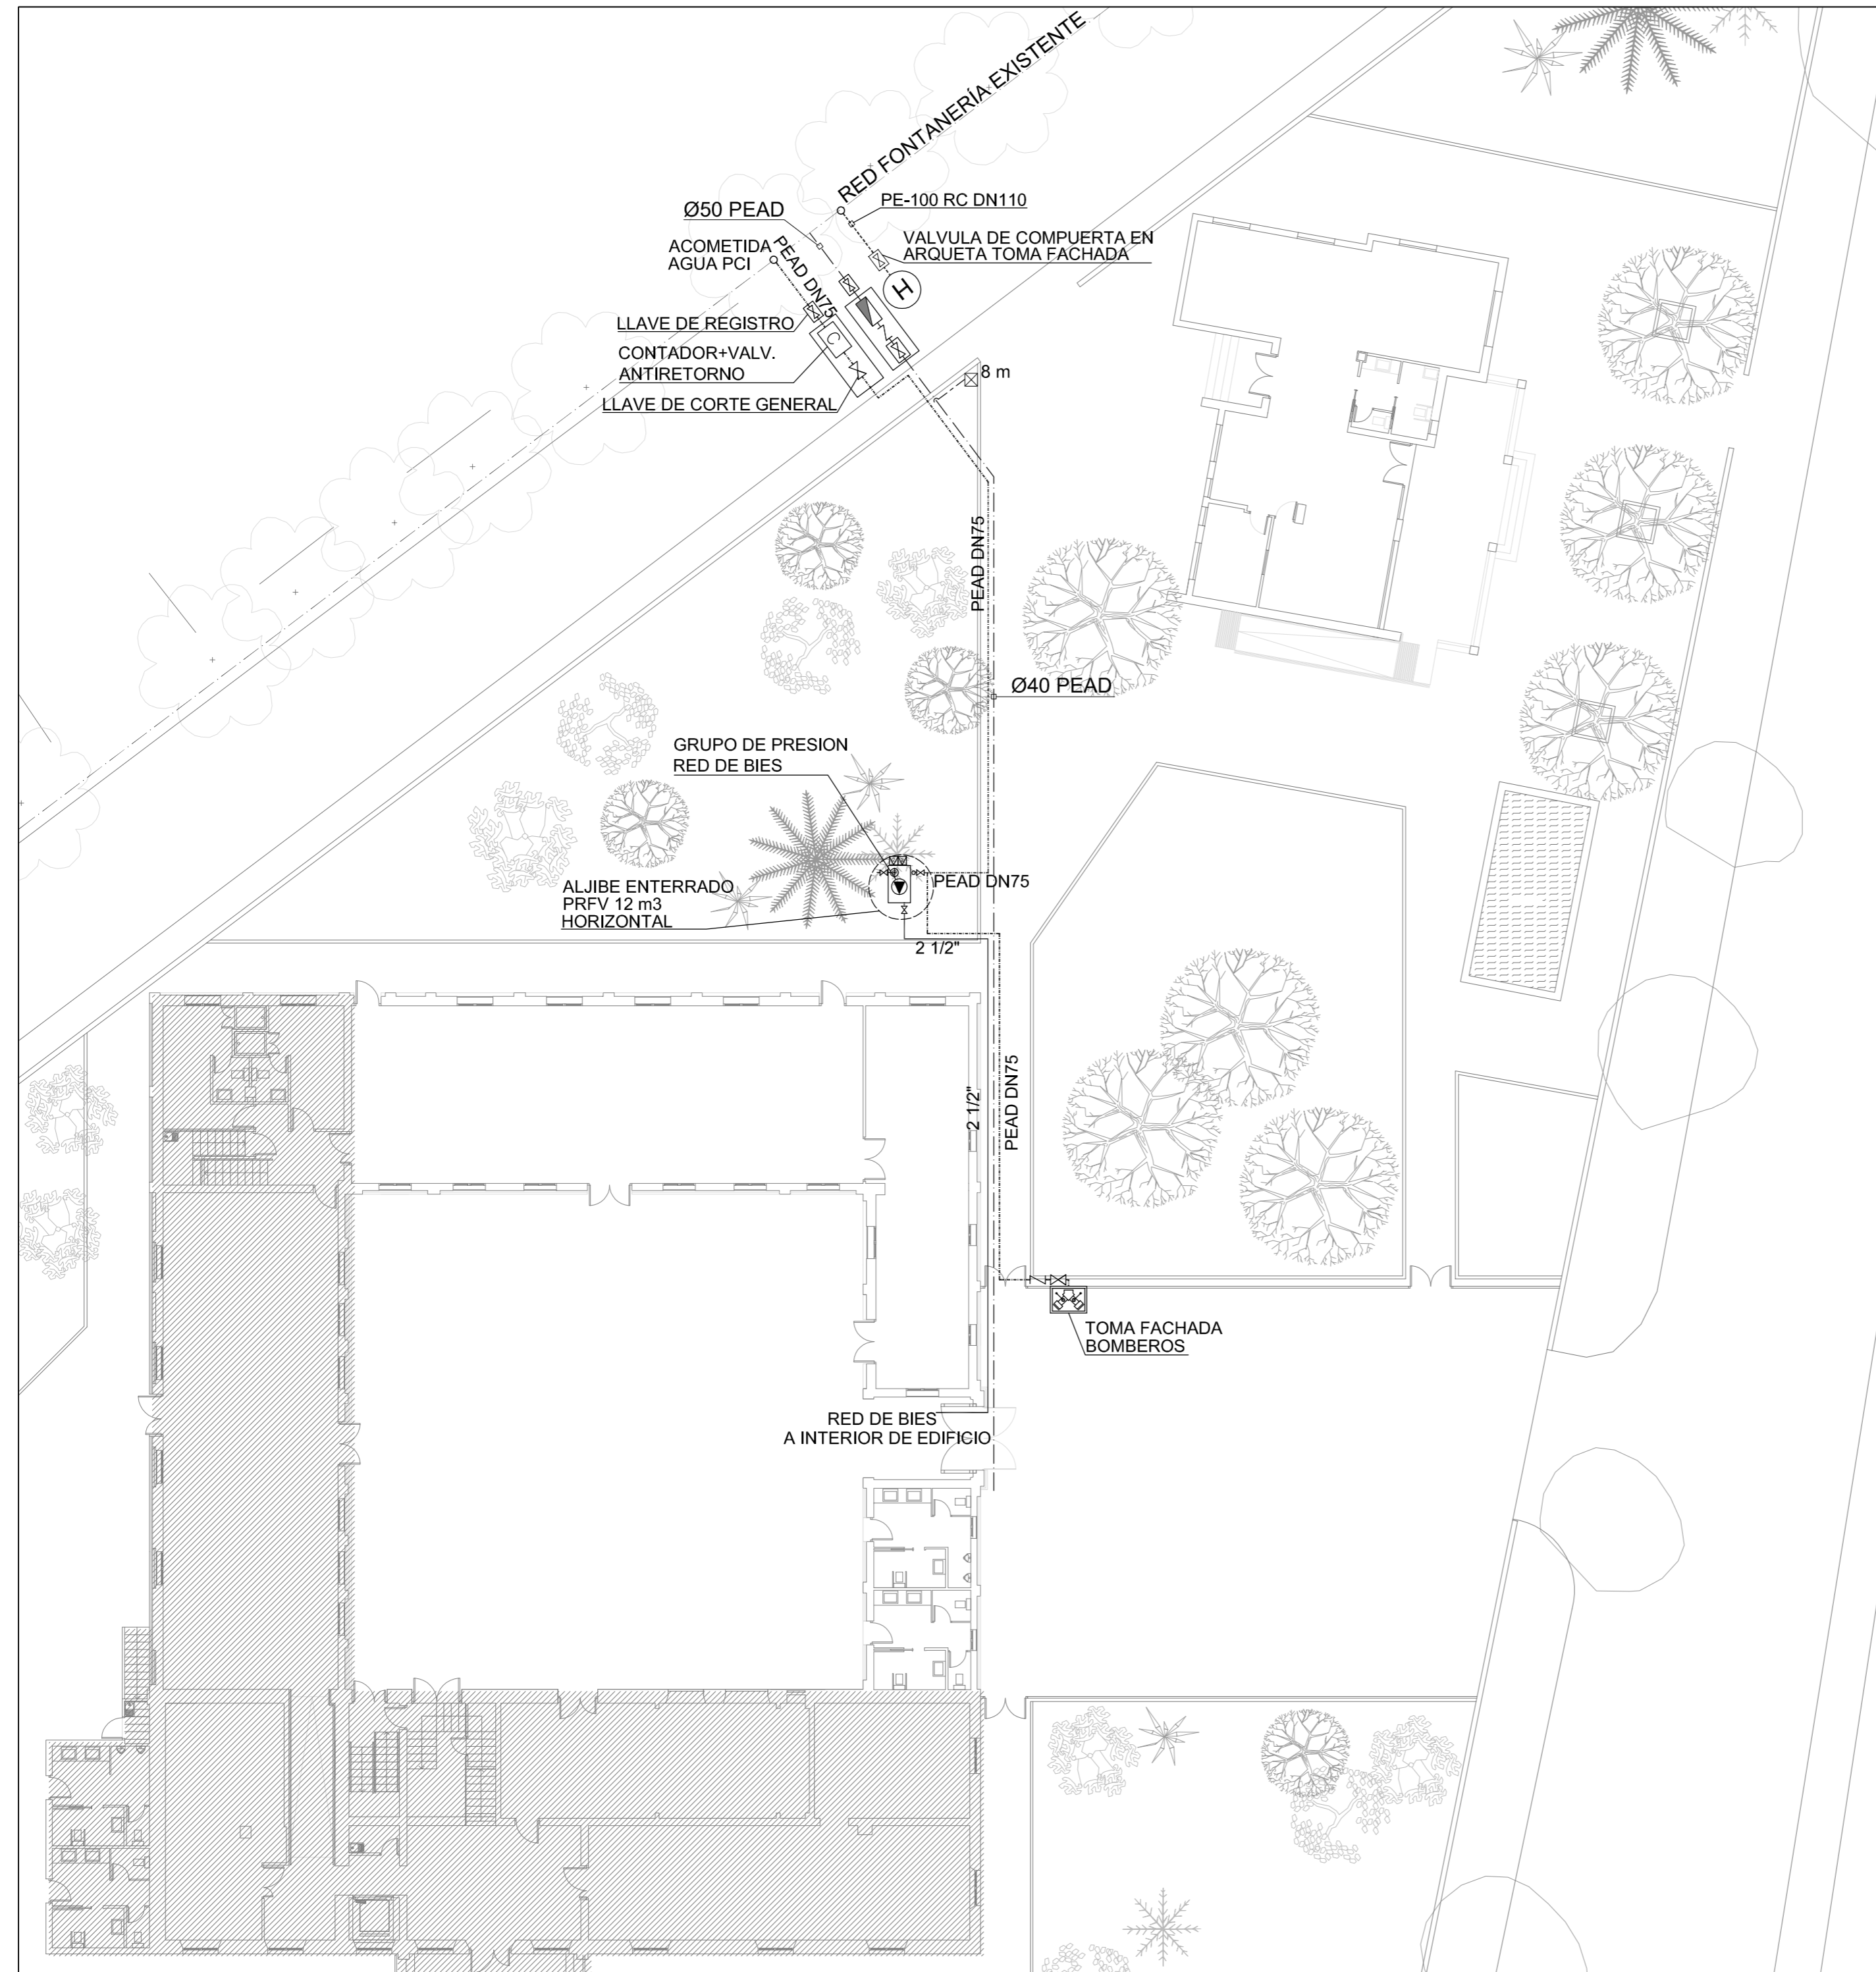 RED FONTANERÍA EXISTENTE
Ø50 PEAD
PE-100 RC DN110
ACOMETIDA
AGUA PCI
PEAD DN75
VALVULA DE COMPUERTA EN
ARQUETA TOMA FACHADA
H
LLAVE DE REGISTRO
C
CONTADOR+VALV.
ANTIRETORNO
8 m
LLAVE DE CORTE GENERAL
PEAD DN75
Ø40 PEAD
GRUPO DE PRESION
RED DE BIES
ALJIBE ENTERRADO
PRFV 12 m3
HORIZONTAL
PEAD DN75
2 1/2"
2 1/2"
PEAD DN75
TOMA FACHADA
BOMBEROS
RED DE BIES
A INTERIOR DE EDIFICIO